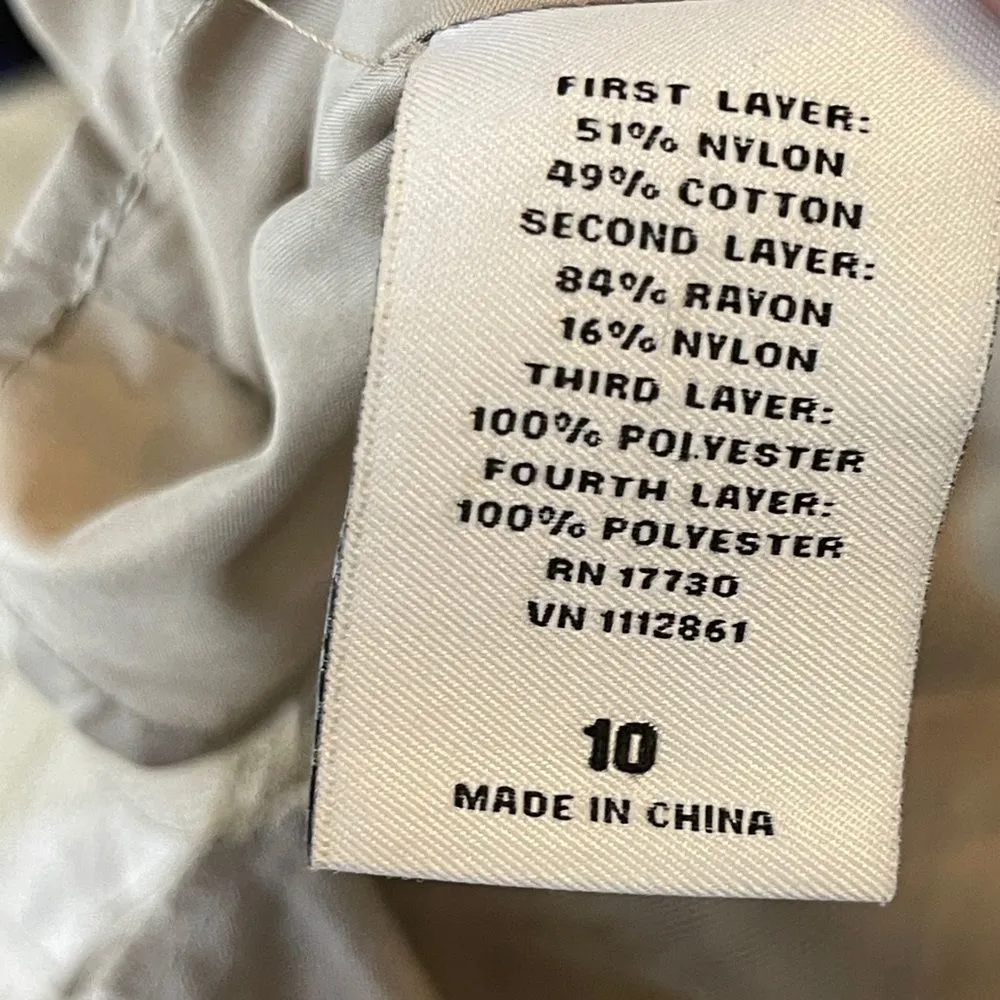 FIRST LAYER:
51% NYLON
49% COTTON
SECOND LAYER:
84% RAYON
16% NYLON
THIRD LAYER:
100% POLYESTER
FOURTH LAYER:
100% POLYESTER
RN 17730
VN 1112861
10
MADE IN CHINA